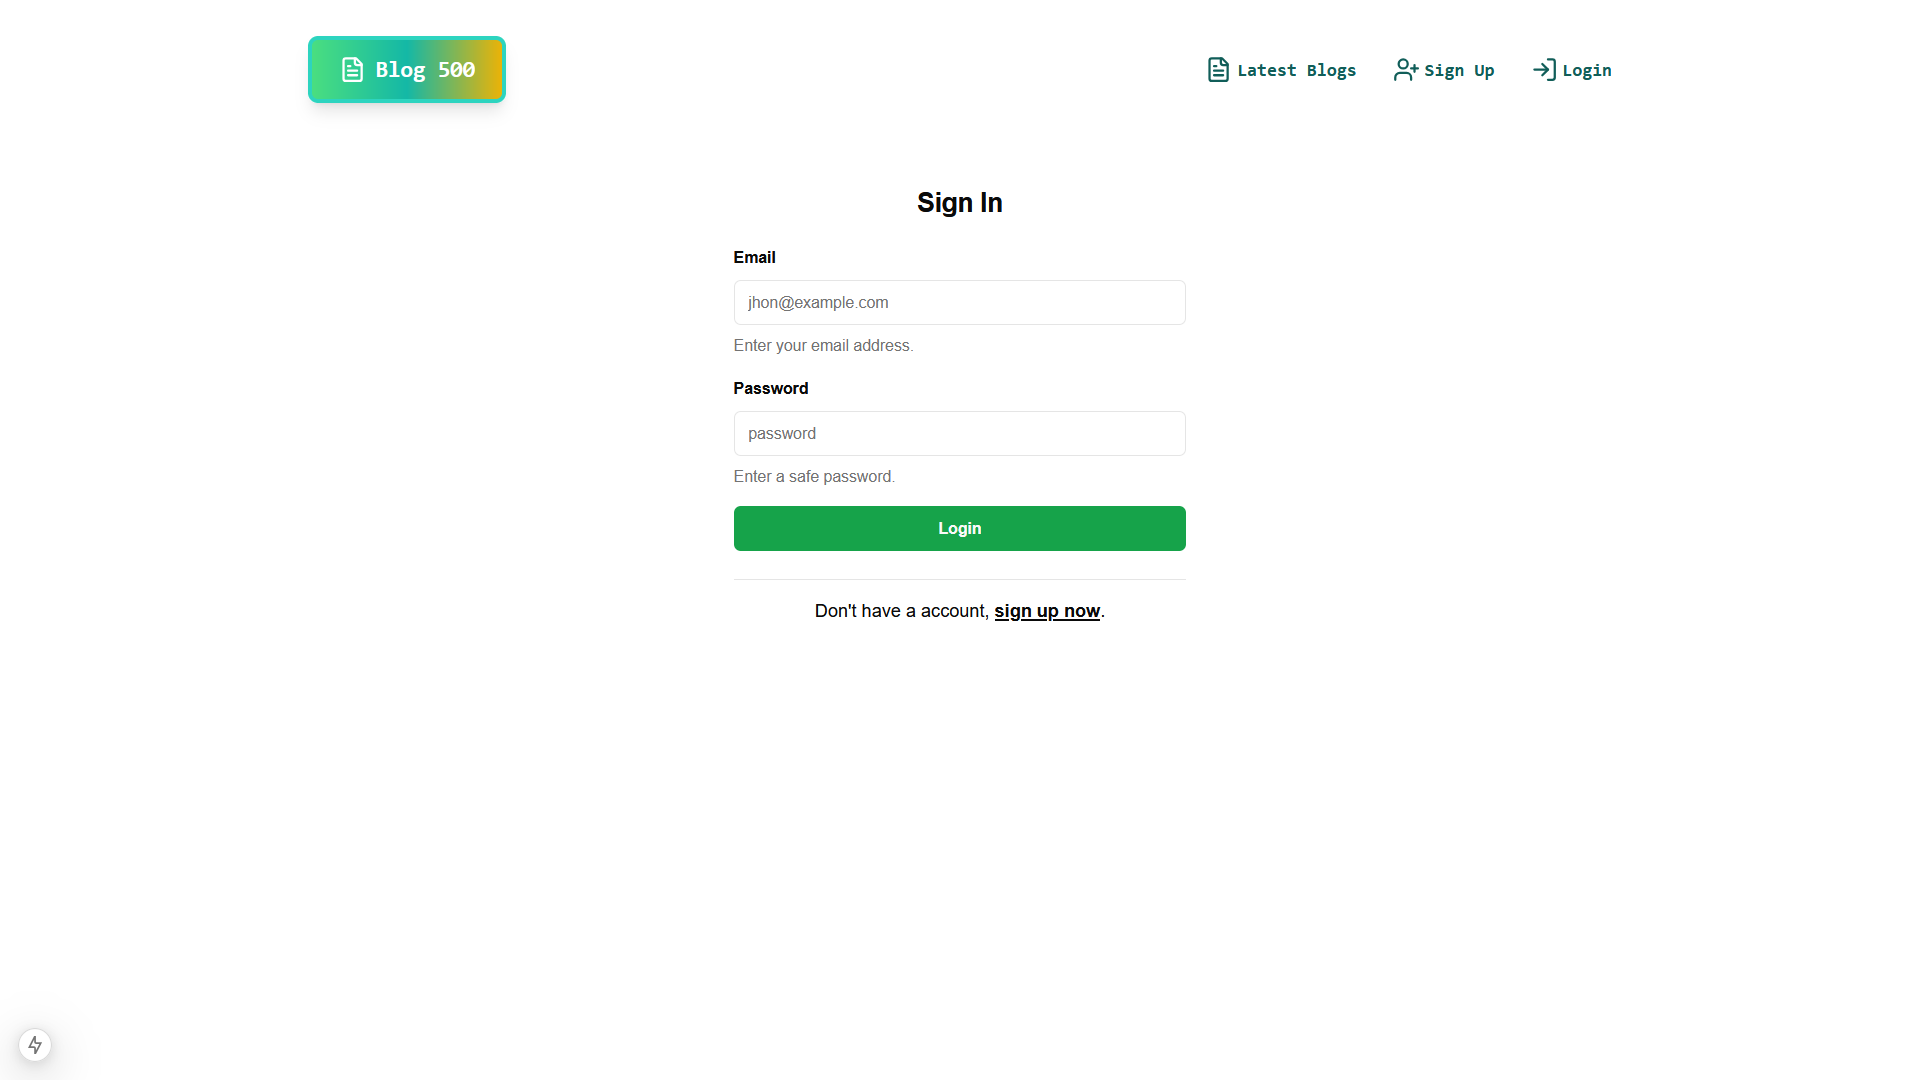 Blog 500
Latest Blogs
Sign Up
Login
Sign In
Email
jhon@example.com
Enter your email address.
Password
password
Enter a safe password.
Login
Don't have a account, sign up now.